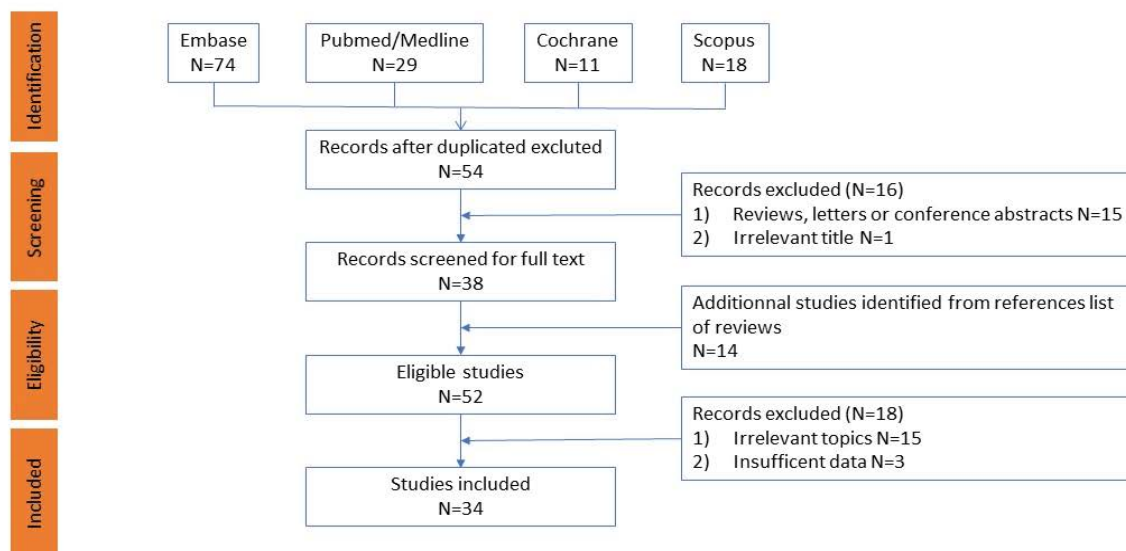 Identification
Embase
N=74
Pubmed/Medline
N=29
Cochrane
N=11
Scopus
N=18
Records after duplicated excluted
N=54
Screening
Records excluded (N=16)
1) Reviews, letters or conference abstracts N=15
2) Irrelevant title N=1
Records screened for full text
N=38
Eligibility
Additionnal studies identified from references list
of reviews
N=14
Eligible studies
N=52
Records excluded (N=18)
1) Irrelevant topics N=15
2) Insufficent data N=3
Included
Studies included
N=34